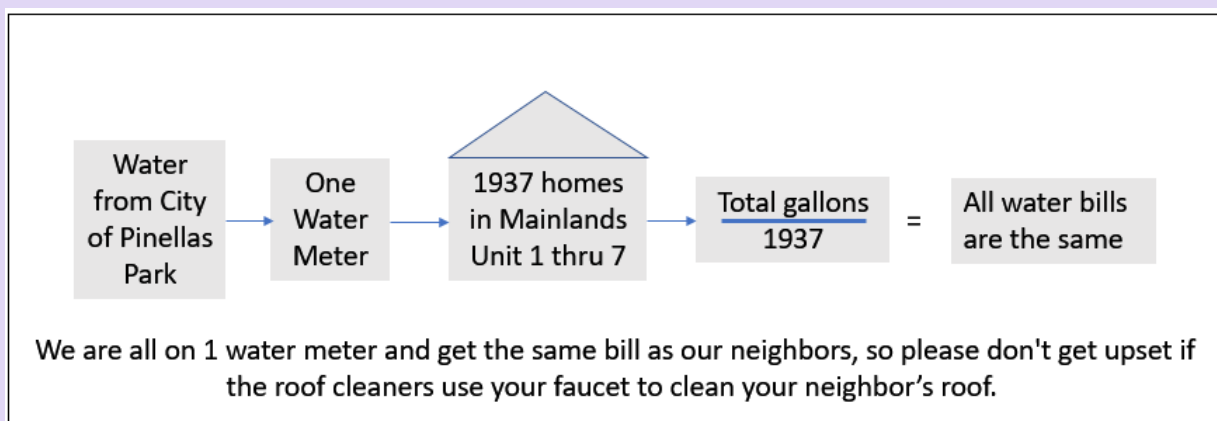 Water
from City
of Pinellas
Park
One
Water
Meter
1937 homes
in Mainlands
Unit 1 thru 7
Total gallons
1937
=
All water bills
are the same
We are all on 1 water meter and get the same bill as our neighbors, so please don't get upset if
the roof cleaners use your faucet to clean your neighbor’s roof.